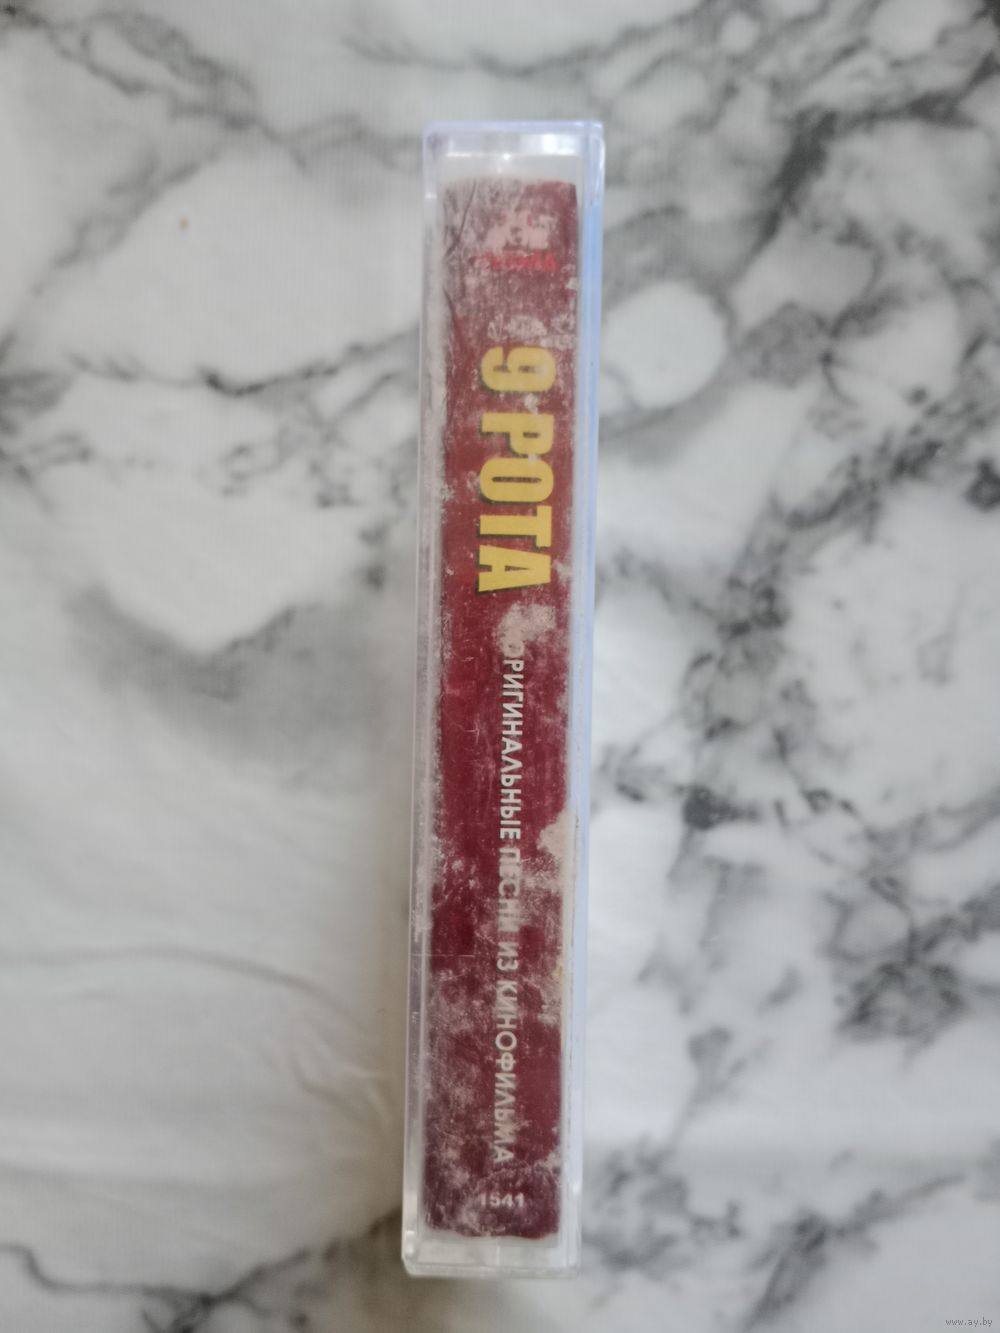 9 РОТА
ОРИГИНАЛЬНЫЕ ПЕСНИ ИЗ КИНОФИЛЬМА
1541
www.ay.by